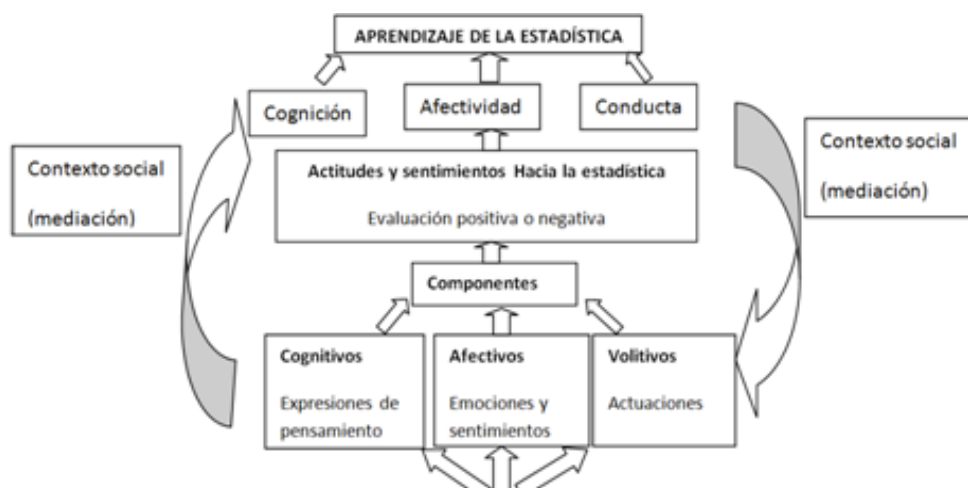 APRENDIZAJE DE LA ESTADÍSTICA
Cognición
Afectividad
Conducta
Contexto social
(mediación)
Actitudes y sentimientos Hacia la estadística
Evaluación positiva o negativa
Contexto social
(mediación)
Componentes
Cognitivos
Expresiones de
pensamiento
Afectivos
Emociones y
sentimientos
Volitivos
Actuaciones